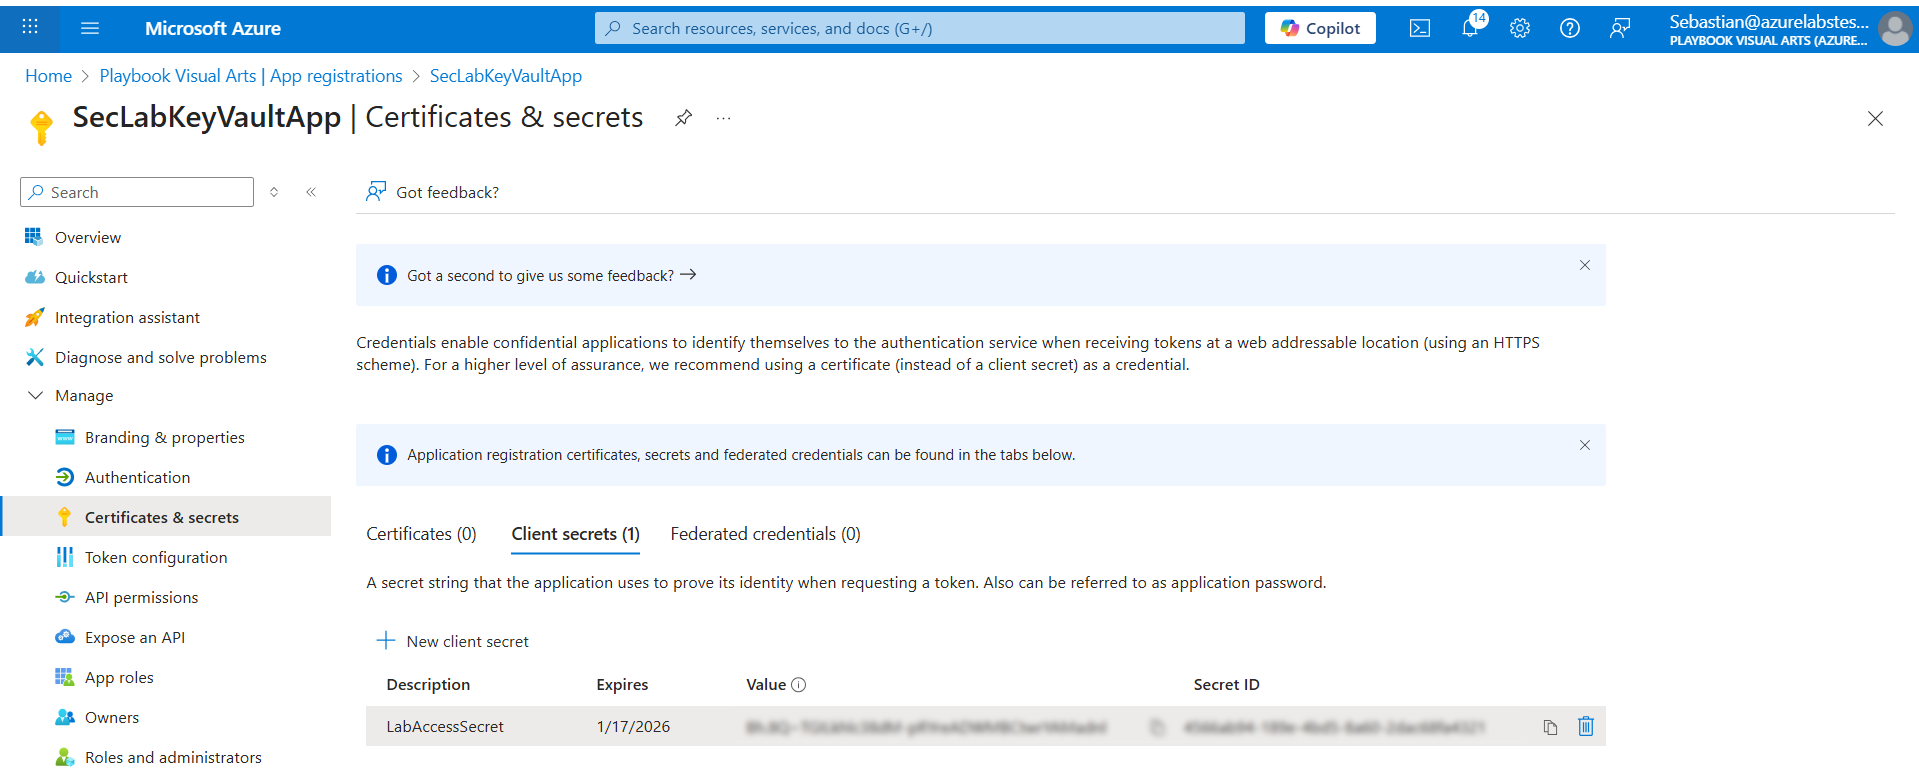 Microsoft Azure
Search resources, services, and docs (G+/)
Copilot
14
Sebastian@azurelabstes...
PLAYBOOK VISUAL ARTS (AZURE...
Home > Playbook Visual Arts | App registrations > SecLabKeyVaultApp
SecLabKeyVaultApp | Certificates & secrets
Search
Got feedback?
Overview
Quickstart
Integration assistant
Diagnose and solve problems
Manage
Branding & properties
Authentication
Certificates & secrets
Token configuration
API permissions
Expose an API
App roles
Owners
Roles and administrators
Got a second to give us some feedback?
Credentials enable confidential applications to identify themselves to the authentication service when receiving tokens at a web addressable location (using an HTTPS
scheme). For a higher level of assurance, we recommend using a certificate (instead of a client secret) as a credential.
Application registration certificates, secrets and federated credentials can be found in the tabs below.
Certificates (0) Client secrets (1) Federated credentials (0)
A secret string that the application uses to prove its identity when requesting a token. Also can be referred to as application password.
New client secret
Description Expires Value Secret ID
LabAccessSecret 1/17/2026